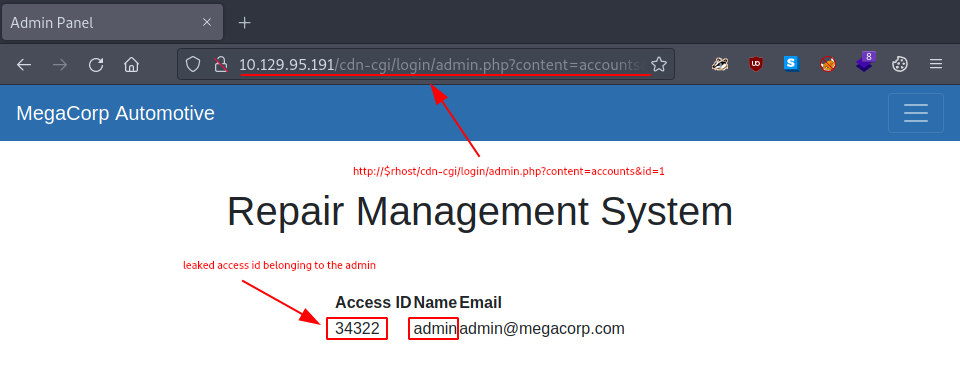 Admin Panel
10.129.95.191/cdn-cgi/login/admin.php?content=accounts
8
MegaCorp Automotive
http://$rhost/cdn-cgi/login/admin.php?content=accounts&id=1
Repair Management System
leaked access id belonging to the admin
Access ID Name Email
34322 admin admin@megacorp.com